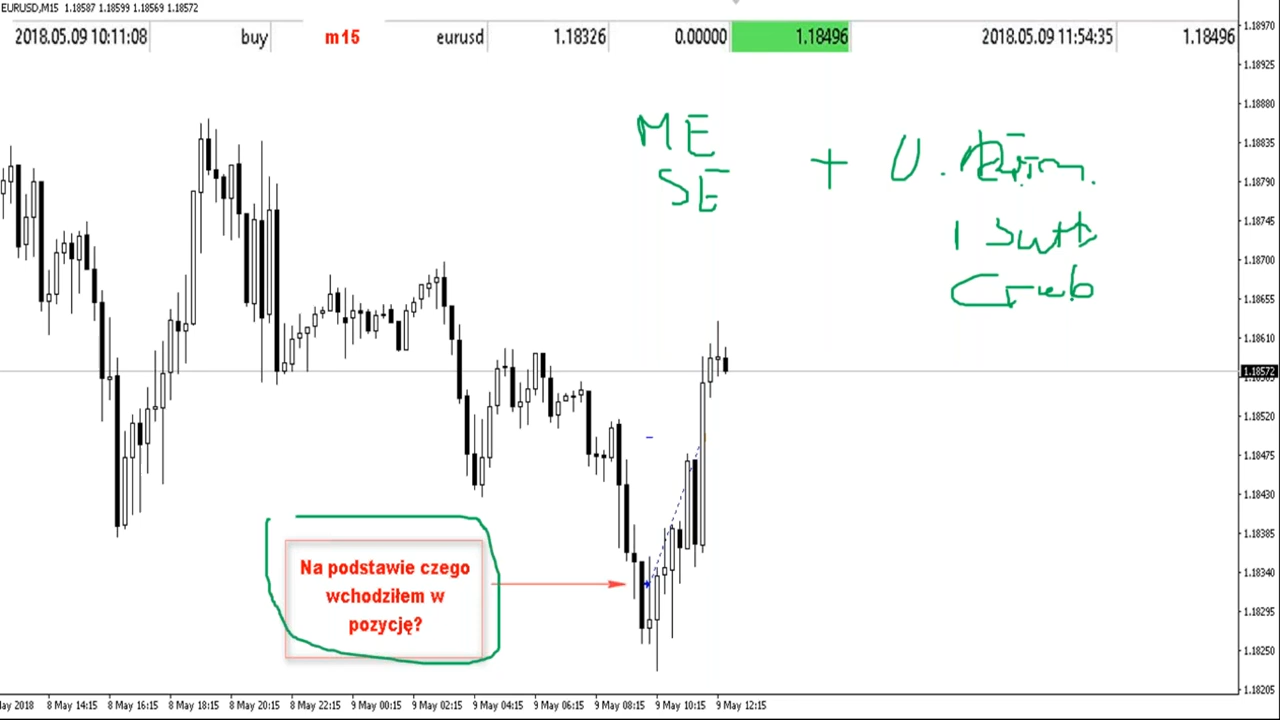 EURUSD,M15 1.18587 1.18599 1.18569 1.18572
2018.05.09 10:11:08 buy m15 eurusd 1.18326 0.00000 1.18496 2018.05.09 11:54:35 1.18496
ME
SE
+ U.
1
Na podstawie czego
wchodziłem w
pozycję?
1.18970
1.18925
1.18880
1.18835
1.18790
1.18745
1.18700
1.18655
1.18610
1.18572
1.18520
1.18475
1.18430
1.18385
1.18340
1.18295
1.18250
1.18205
May 2018 8 May 14:15 8 May 16:15 8 May 18:15 8 May 20:15 8 May 22:15 9 May 00:15 9 May 02:15 9 May 04:15 9 May 06:15 9 May 08:15 9 May 10:15 9 May 12:15